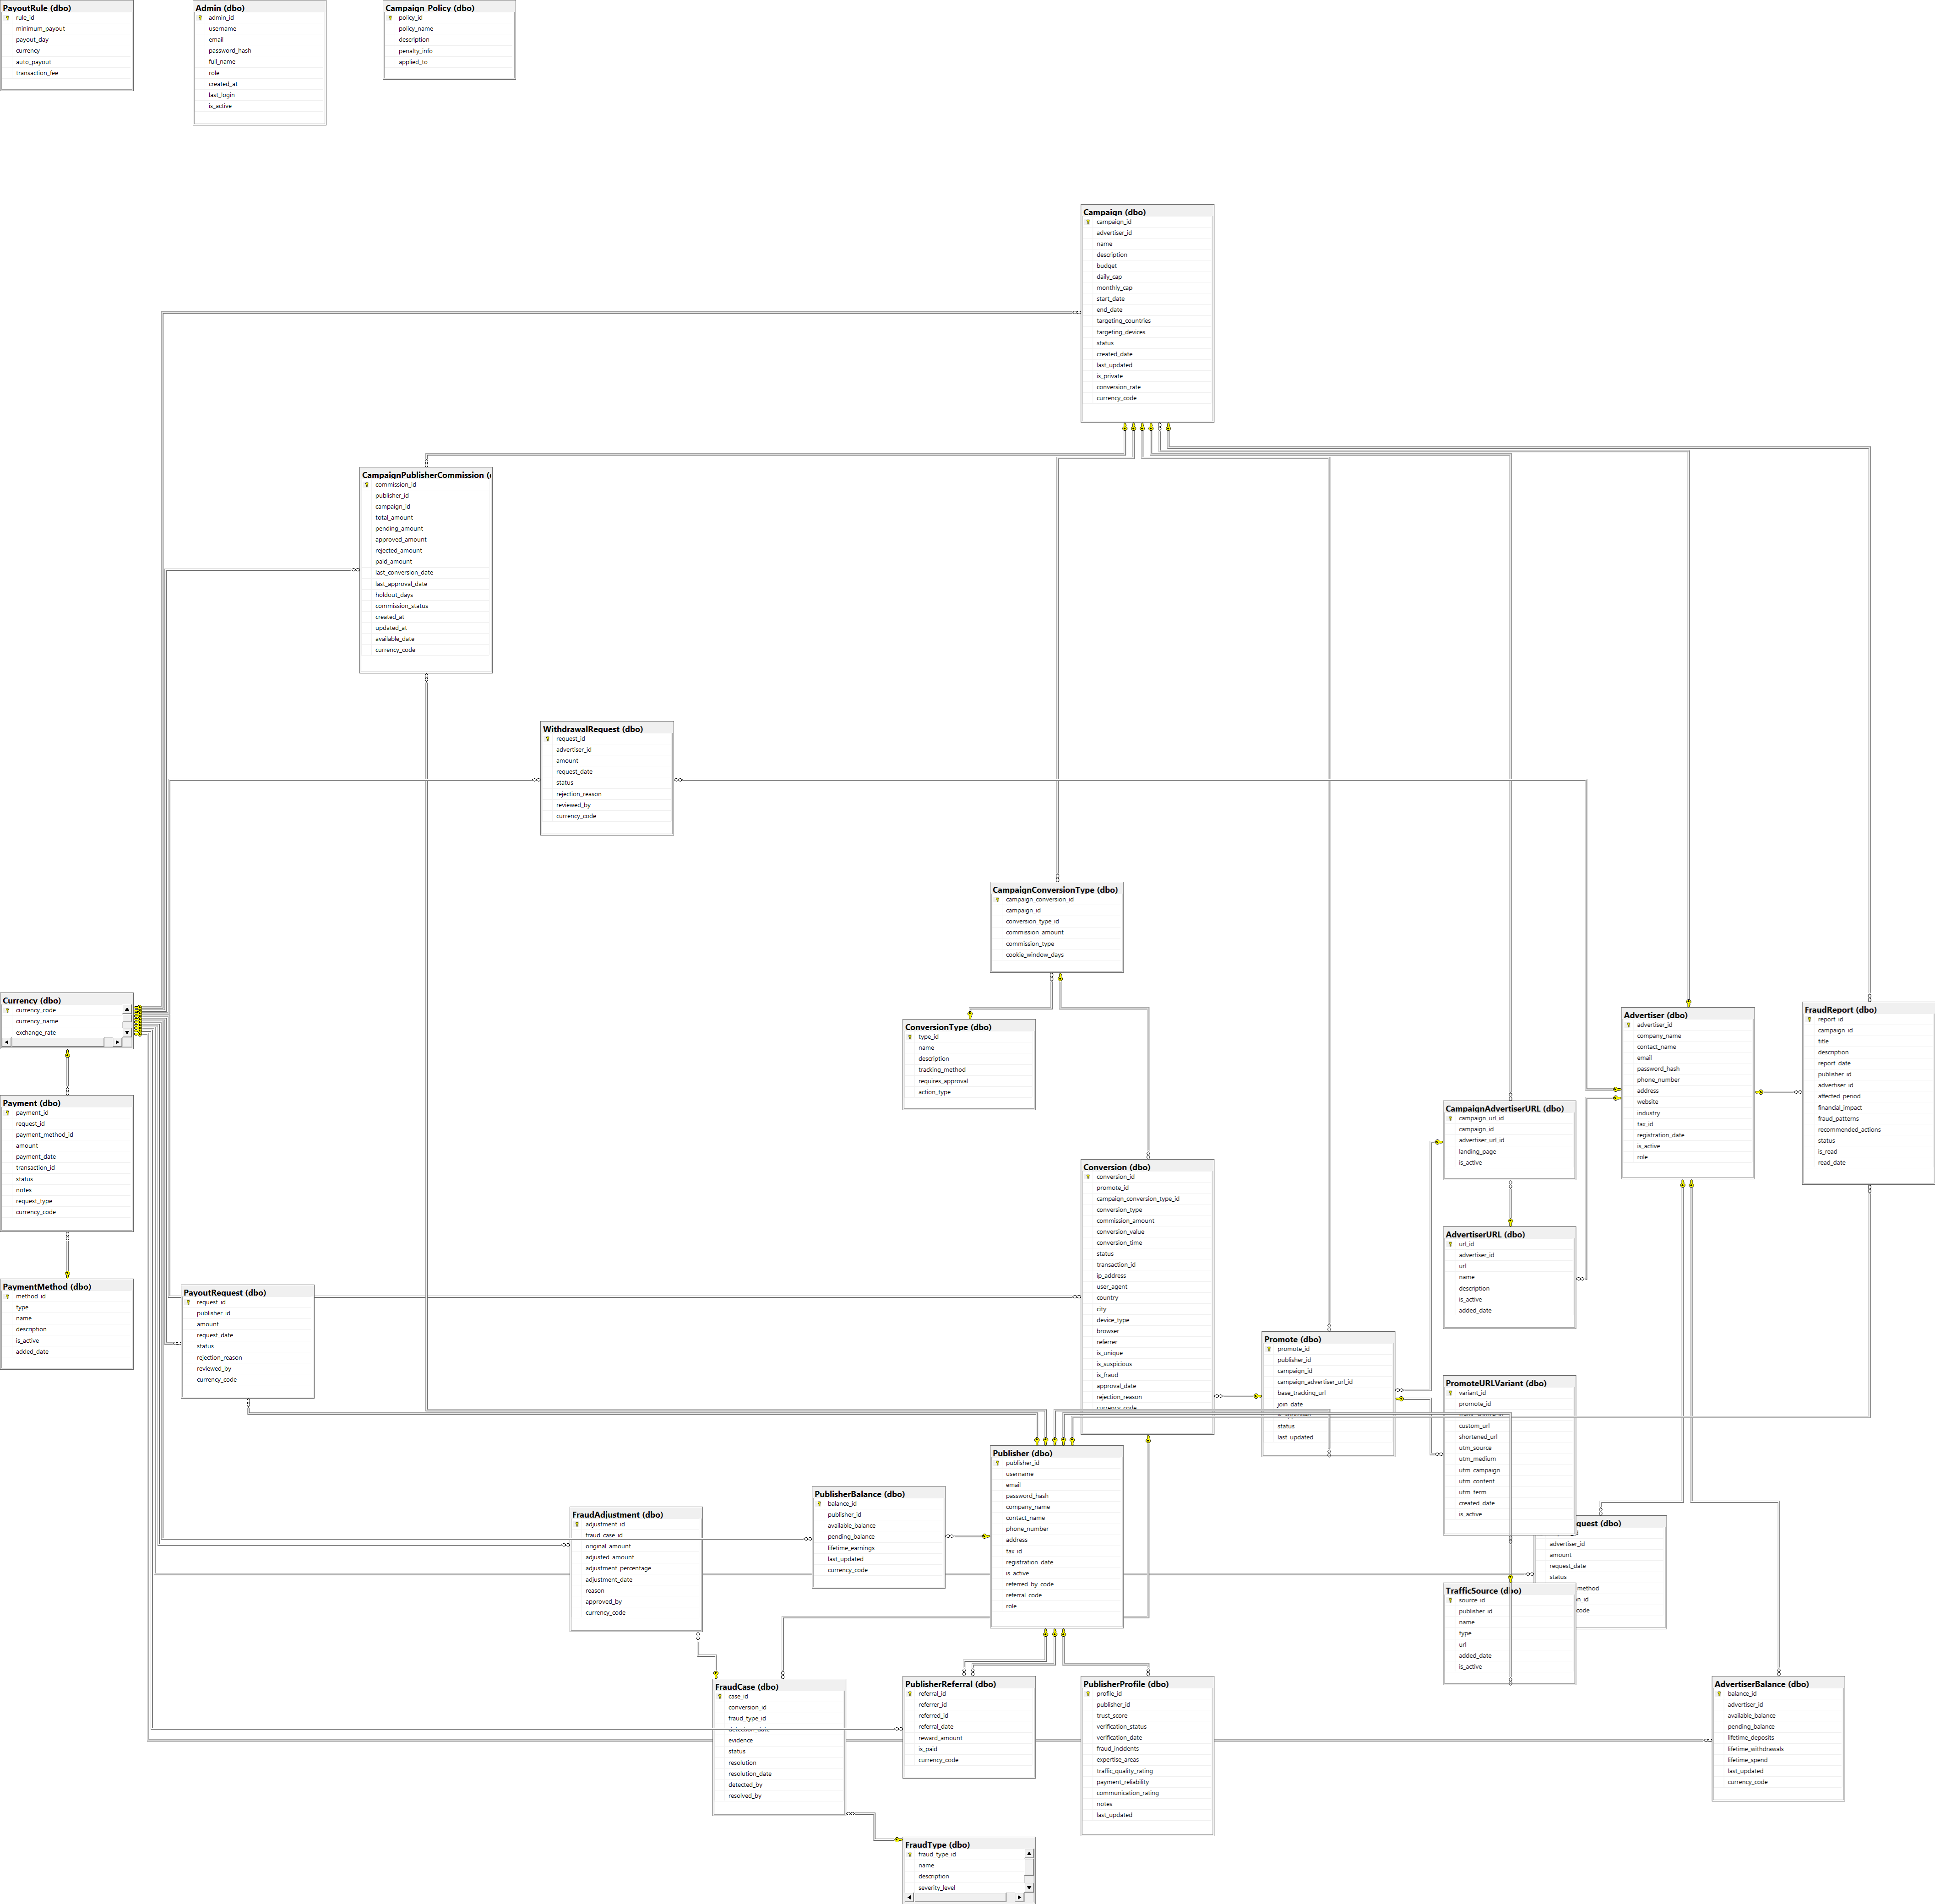 PayoutRule (dbo)
rule_id
minimum_payout
payout_day
currency
auto_payout
transaction_fee
Admin (dbo)
admin_id
username
email
password_hash
full_name
role
created_at
last_login
is_active
Campaign_Policy (dbo)
policy_id
policy_name
description
penalty_info
applied_to
Campaign (dbo)
campaign_id
advertiser_id
name
description
budget
daily_cap
monthly_cap
start_date
end_date
targeting_countries
targeting_devices
status
created_date
last_updated
is_private
conversion_rate
currency_code
CampaignPublisherCommission (
commission_id
publisher_id
campaign_id
total_amount
pending_amount
approved_amount
rejected_amount
paid_amount
last_conversion_date
last_approval_date
holdout_days
commission_status
created_at
updated_at
available_date
currency_code
WithdrawalRequest (dbo)
request_id
advertiser_id
amount
request_date
status
rejection_reason
reviewed_by
currency_code
CampaignConversionType (dbo)
campaign_conversion_id
campaign_id
conversion_type_id
commission_amount
commission_type
cookie_window_days
Currency (dbo)
currency_code
currency_name
exchange_rate
ConversionType (dbo)
type_id
name
description
tracking_method
requires_approval
action_type
Advertiser (dbo)
advertiser_id
company_name
contact_name
email
password_hash
phone_number
address
website
industry
tax_id
registration_date
is_active
role
FraudReport (dbo)
report_id
campaign_id
title
description
report_date
publisher_id
advertiser_id
affected_period
financial_impact
fraud_patterns
recommended_actions
status
is_read
read_date
Payment (dbo)
payment_id
request_id
payment_method_id
amount
payment_date
transaction_id
status
notes
request_type
currency_code
CampaignAdvertiserURL (dbo)
campaign_url_id
campaign_id
advertiser_url_id
landing_page
is_active
Conversion (dbo)
conversion_id
promote_id
campaign_conversion_type_id
conversion_type
commission_amount
conversion_value
conversion_time
status
transaction_id
ip_address
user_agent
country
city
device_type
browser
referrer
is_unique
is_suspicious
is_fraud
approval_date
rejection_reason
currency_code
AdvertiserURL (dbo)
url_id
advertiser_id
url
name
description
is_active
added_date
PaymentMethod (dbo)
method_id
type
name
description
is_active
added_date
PayoutRequest (dbo)
request_id
publisher_id
amount
request_date
status
rejection_reason
reviewed_by
currency_code
Promote (dbo)
promote_id
publisher_id
campaign_id
campaign_advertiser_url_id
base_tracking_url
join_date
status
last_updated
PromoteURLVariant (dbo)
variant_id
promote_id
custom_url
shortened_url
utm_source
utm_medium
utm_campaign
utm_content
utm_term
created_date
is_active
Publisher (dbo)
publisher_id
username
email
password_hash
company_name
contact_name
phone_number
address
tax_id
registration_date
is_active
referred_by_code
referral_code
role
PublisherBalance (dbo)
balance_id
publisher_id
available_balance
pending_balance
lifetime_earnings
last_updated
currency_code
FraudAdjustment (dbo)
adjustment_id
fraud_case_id
original_amount
adjusted_amount
adjustment_percentage
adjustment_date
reason
approved_by
currency_code
quest (dbo)
advertiser_id
amount
request_date
status
method
n_id
code
TrafficSource (dbo)
source_id
publisher_id
name
type
url
added_date
is_active
FraudCase (dbo)
case_id
conversion_id
fraud_type_id
detection_date
evidence
status
resolution
resolution_date
detected_by
resolved_by
PublisherReferral (dbo)
referral_id
referrer_id
referred_id
referral_date
reward_amount
is_paid
currency_code
PublisherProfile (dbo)
profile_id
publisher_id
trust_score
verification_status
verification_date
fraud_incidents
expertise_areas
traffic_quality_rating
payment_reliability
communication_rating
notes
last_updated
AdvertiserBalance (dbo)
balance_id
advertiser_id
available_balance
pending_balance
lifetime_deposits
lifetime_withdrawals
lifetime_spend
last_updated
currency_code
FraudType (dbo)
fraud_type_id
name
description
severity_level